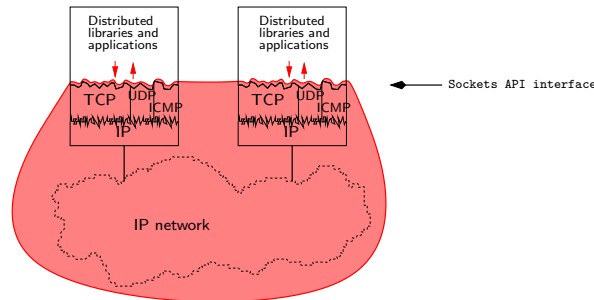 Distributed
libraries and
applications
Distributed
libraries and
applications
Sockets API interface
TCP
UDP
ICMP
IP
TCP
UDP
ICMP
IP
IP network